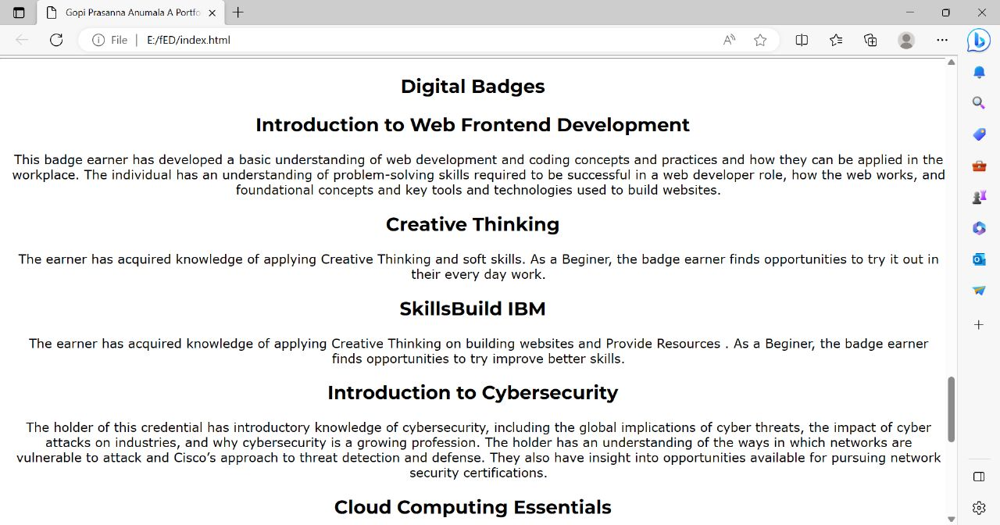 Gopi Prasanna Anumala A Portfo
File | E:/fED/index.html
Digital Badges
Introduction to Web Frontend Development
This badge earner has developed a basic understanding of web development and coding concepts and practices and how they can be applied in the
workplace. The individual has an understanding of problem-solving skills required to be successful in a web developer role, how the web works, and
foundational concepts and key tools and technologies used to build websites.
Creative Thinking
The earner has acquired knowledge of applying Creative Thinking and soft skills. As a Beginer, the badge earner finds opportunities to try it out in
their every day work.
SkillsBuild IBM
The earner has acquired knowledge of applying Creative Thinking on building websites and Provide Resources . As a Beginer, the badge earner
finds opportunities to try improve better skills.
Introduction to Cybersecurity
The holder of this credential has introductory knowledge of cybersecurity, including the global implications of cyber threats, the impact of cyber
attacks on industries, and why cybersecurity is a growing profession. The holder has an understanding of the ways in which networks are
vulnerable to attack and Cisco’s approach to threat detection and defense. They also have insight into opportunities available for pursuing network
security certifications.
Cloud Computing Essentials